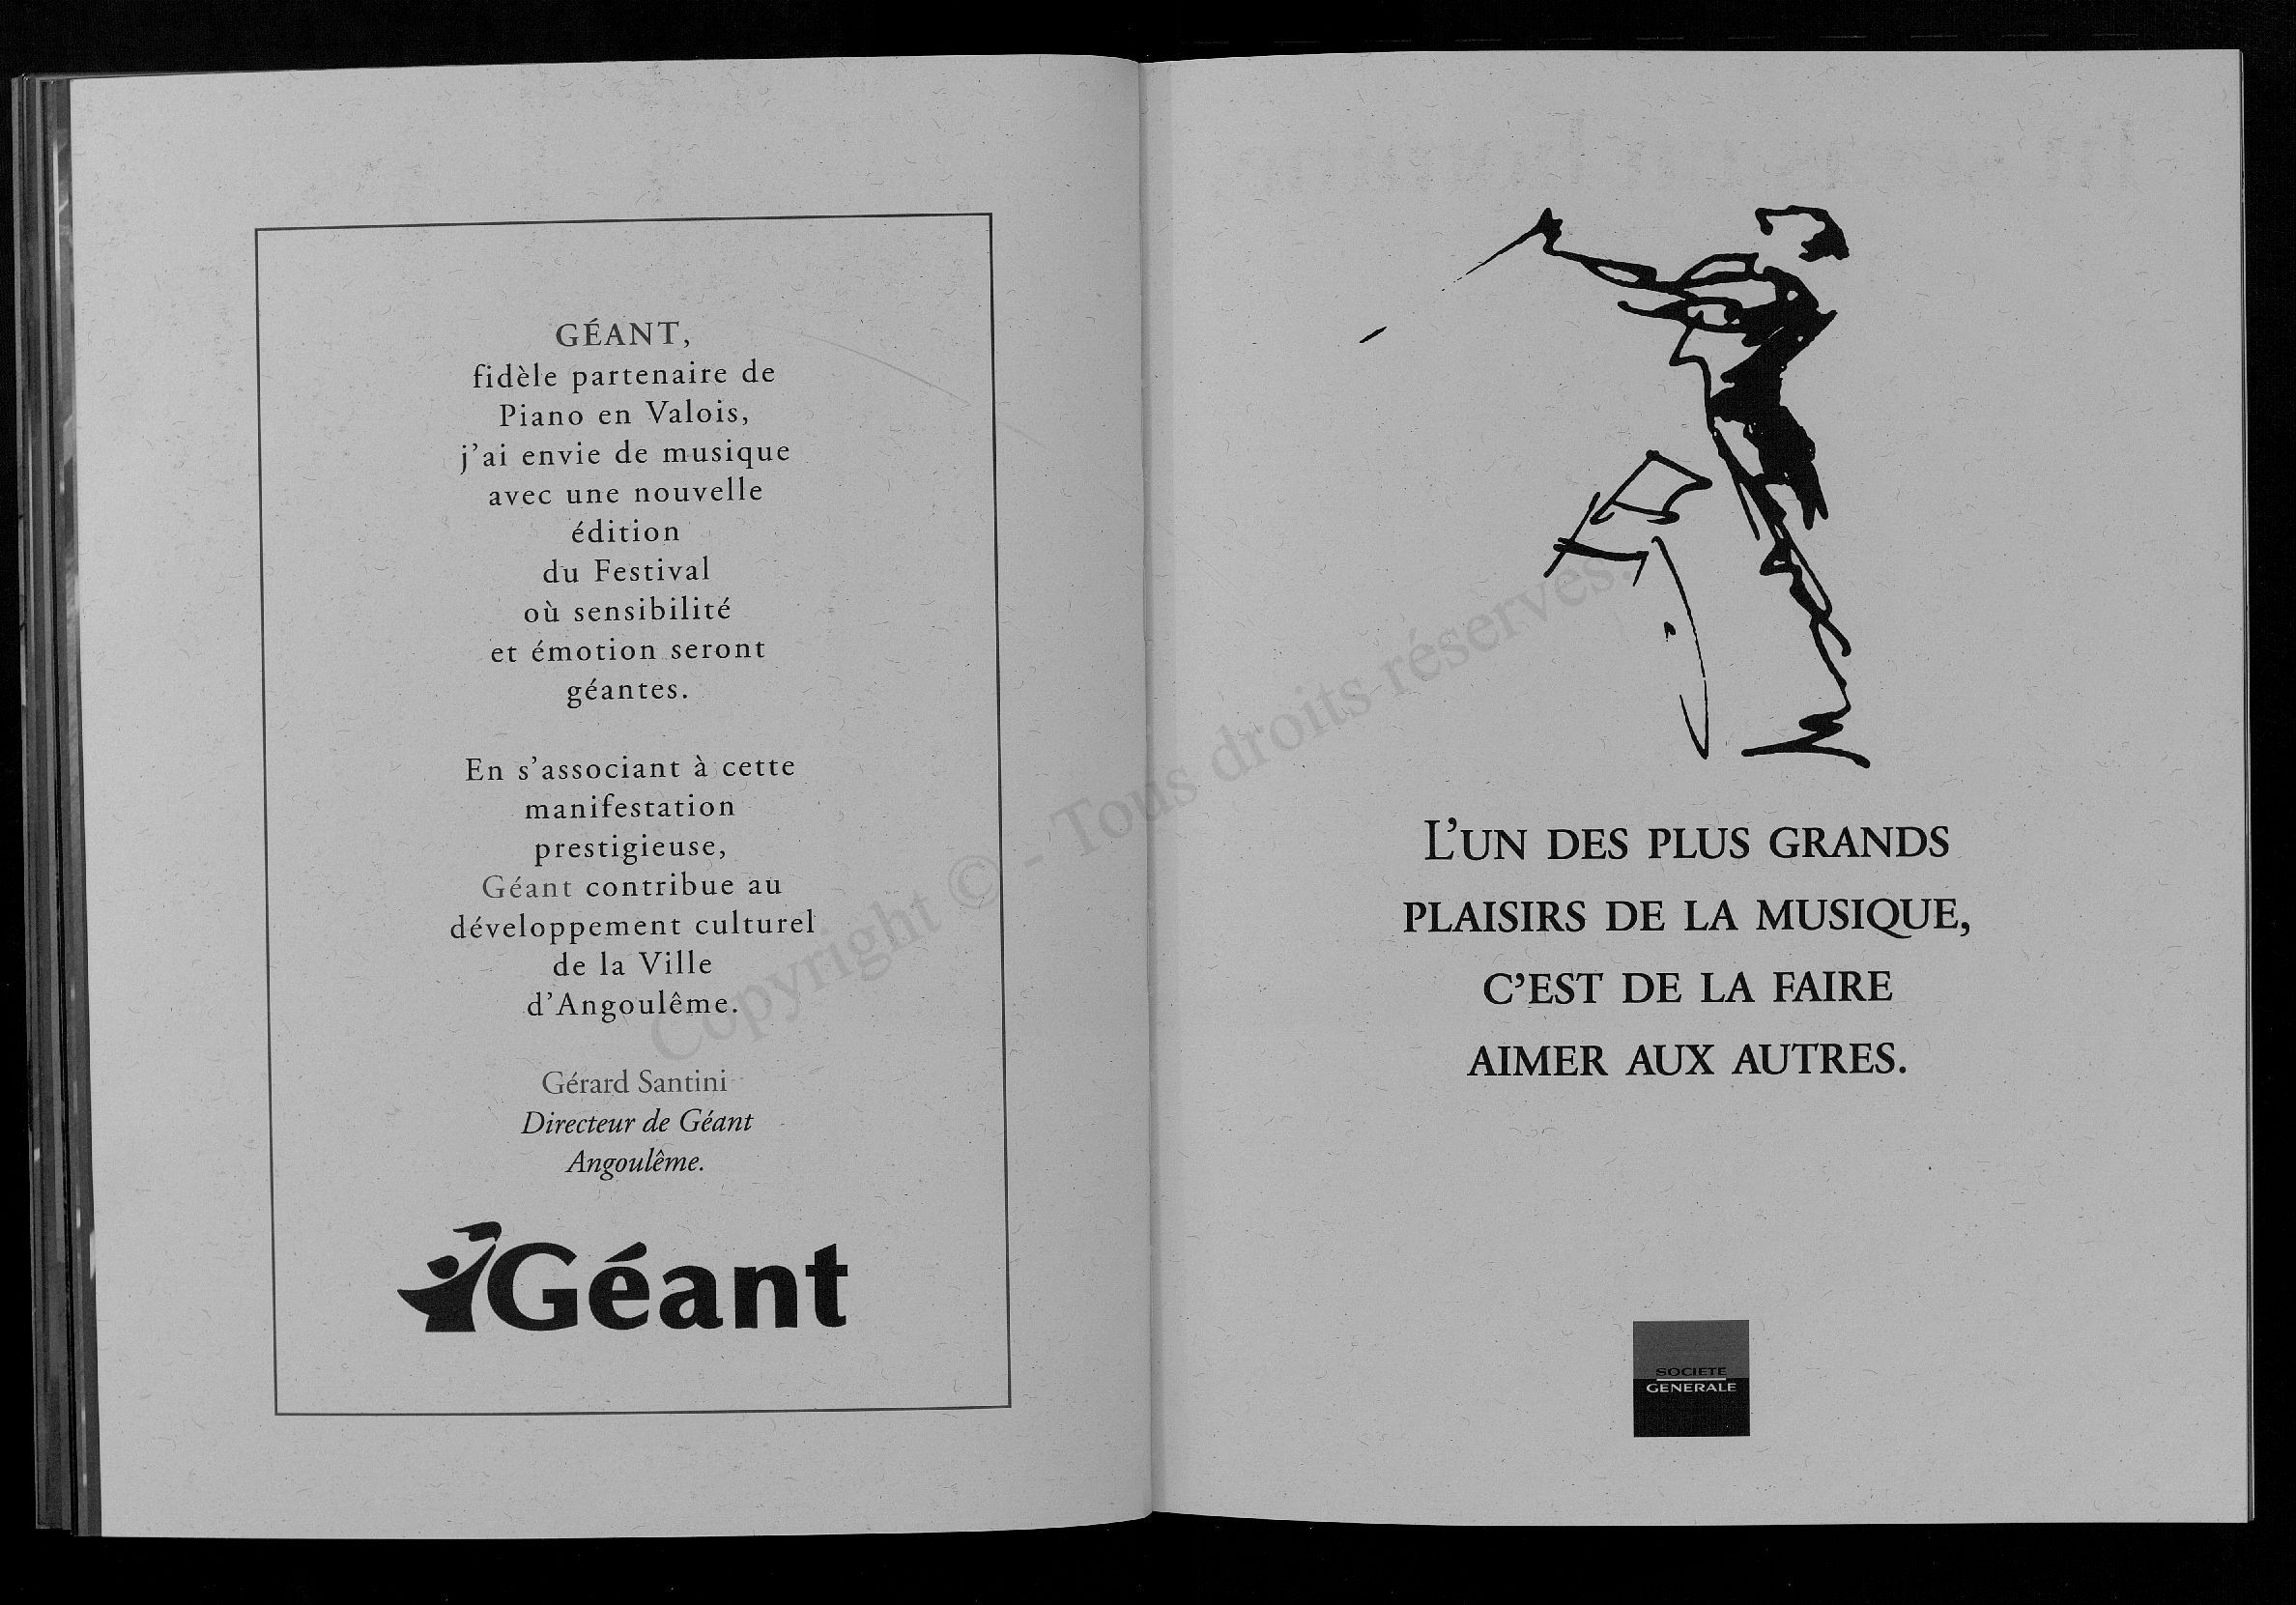 GÉANT,
fidèle partenaire de
Piano en Valois,
j'ai envie de musique
avec une nouvelle
édition
du Festival
où sensibilité
et émotion seront
géantes.
En s'associant à cette
manifestation
prestigieuse,
Géant contribue au
développement culturel
de la Ville
d'Angoulême.
Gérard Santini
Directeur de Géant
Angoulême.
Géant
L'UN DES PLUS GRANDS
PLAISIRS DE LA MUSIQUE,
C'EST DE LA FAIRE
AIMER AUX AUTRES.
SOCIETE
GENERALE
Copyright © - Tous droits réservés.